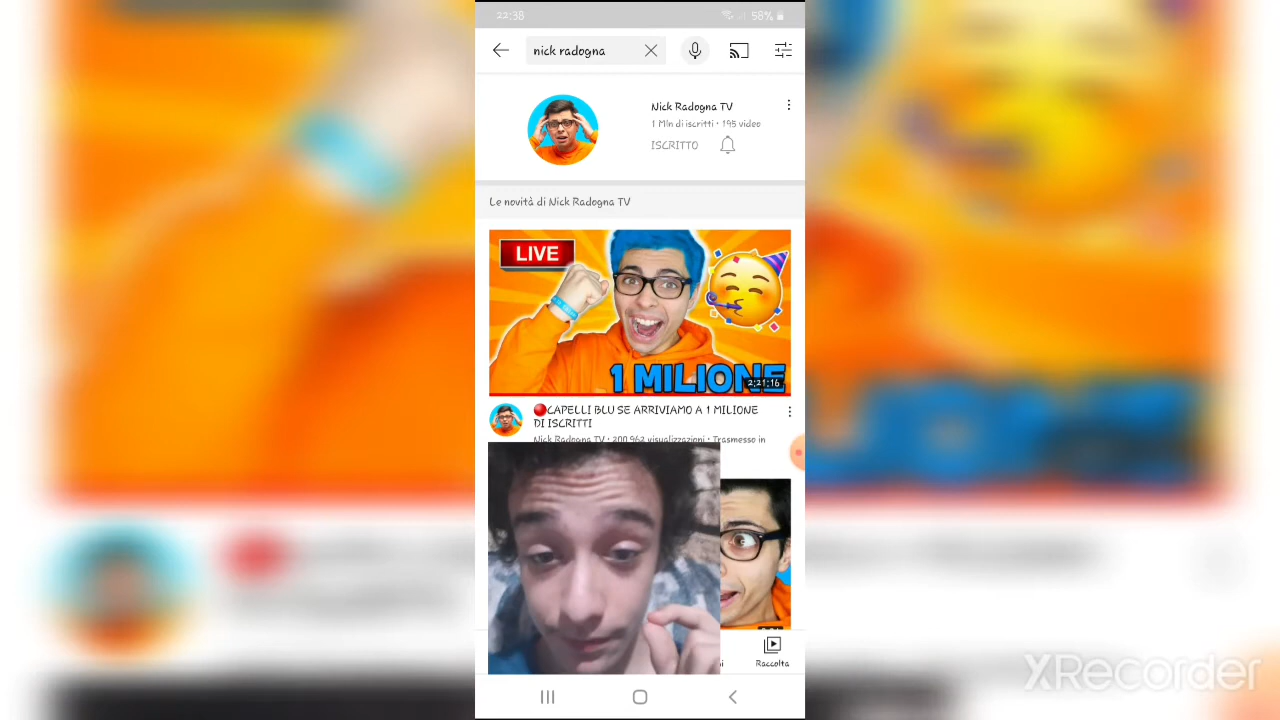 22:38
58%
nick radogna
Nick Radogna TV
1 Mln di iscritti • 195 video
ISCRITTO
Le novità di Nick Radogna TV
LIVE
1 MILIONE
2:21:16
CAPELLI BLU SE ARRIVIAMO A 1 MILIONE
DI ISCRITTI
Nick Radogna TV • 200.962 visualizzazioni • Trasmesso in
Raccolta
XRecorder